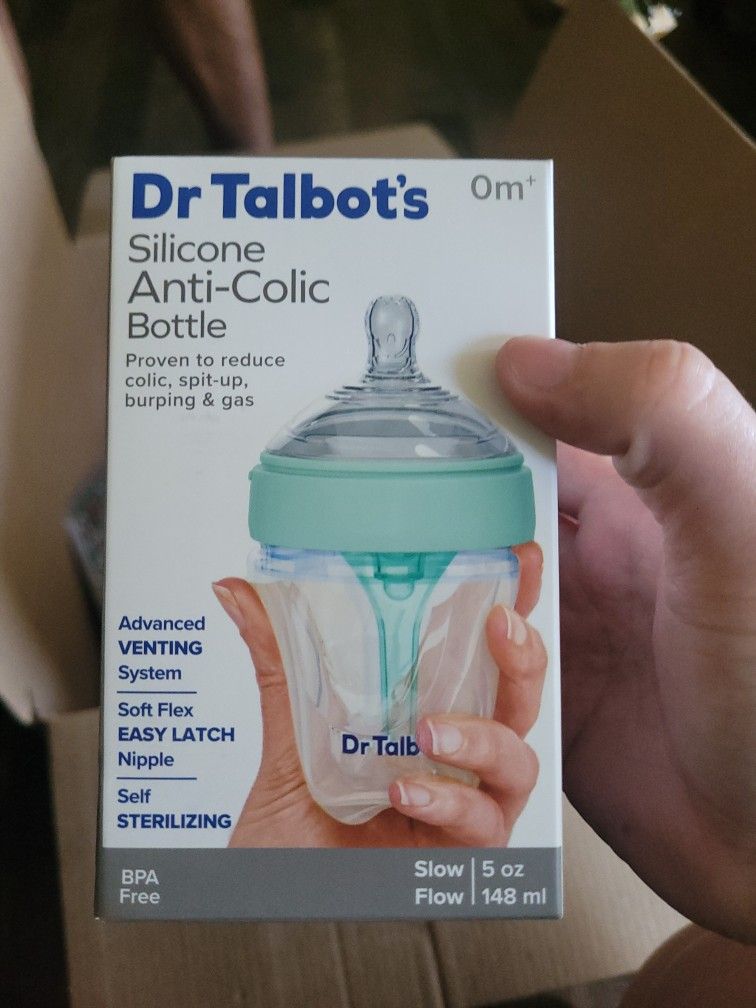 Dr Talbot's
0m+
Silicone
Anti-Colic
Bottle
Proven to reduce
colic, spit-up,
burping & gas
Advanced
VENTING
System
Soft Flex
EASY LATCH
Nipple
Self
STERILIZING
Dr Talb
BPA
Free
Slow | 5 oz
Flow | 148 ml